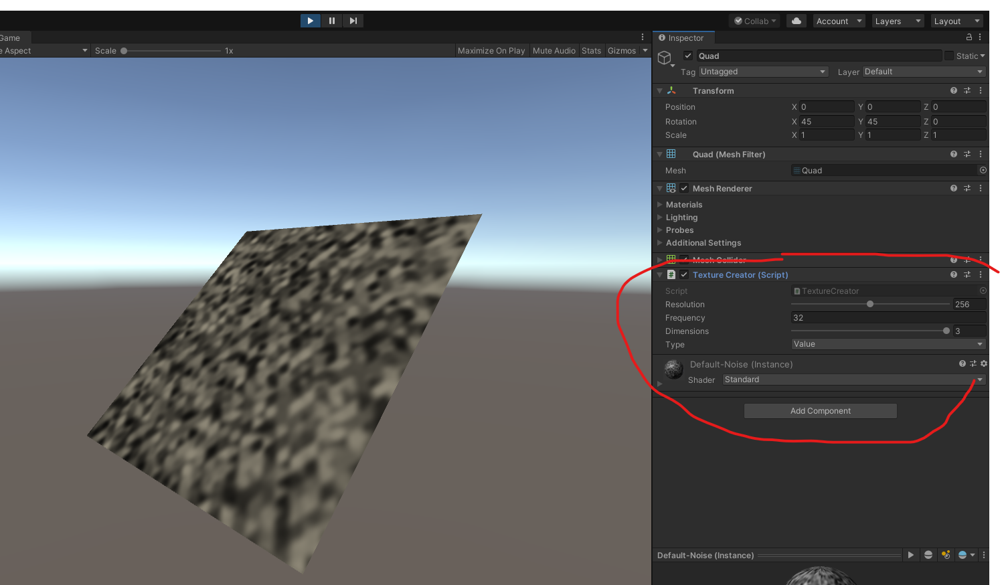 Collab
Account
Layers
Layout
Game
e Aspect
Scale
1x
Maximize On Play
Mute Audio
Stats
Gizmos
Inspector
Quad
Static
Tag Untagged
Layer Default
Transform
Position X 0 Y 0 Z 0
Rotation X 45 Y 45 Z 0
Scale X 1 Y 1 Z 1
Quad (Mesh Filter)
Mesh Quad
Mesh Renderer
Materials
Lighting
Probes
Additional Settings
Mesh Collider
# Texture Creator (Script)
Script TextureCreator
Resolution 256
Frequency 32
Dimensions 3
Type Value
Default-Noise (Instance)
Shader Standard
Add Component
Default-Noise (Instance)